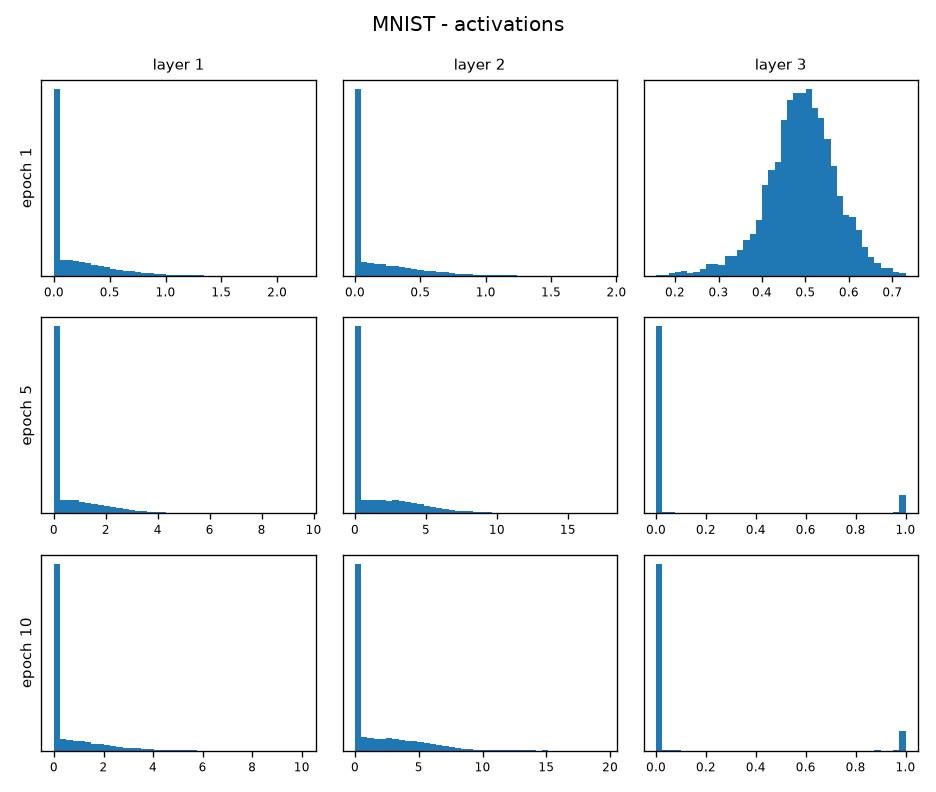 MNIST - activations
layer 1 layer 2 layer 3
epoch 1
0.0 0.5 1.0 1.5 2.0 0.0 0.5 1.0 1.5 2.0 0.2 0.3 0.4 0.5 0.6 0.7
epoch 5
0 2 4 6 8 10 0 5 10 15 0.0 0.2 0.4 0.6 0.8 1.0
epoch 10
0 2 4 6 8 10 0 5 10 15 20 0.0 0.2 0.4 0.6 0.8 1.0